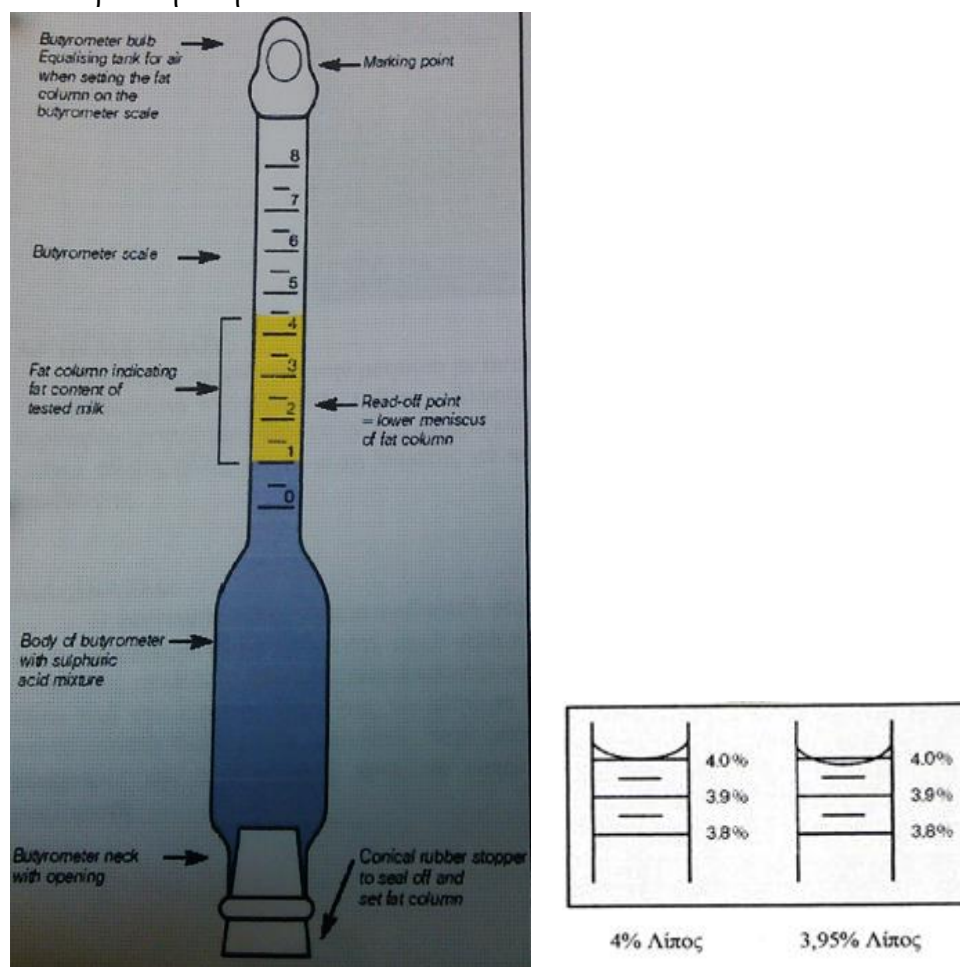 Butyrometer bulb
Equalising tank for air
when setting the fat
column on the
butyrometer scale
Marking point
8
7
6
Butyrometer scale
5
4
3
Fat column indicating
fat content of
tested milk
Read-off point
= lower meniscus
of fat column
2
1
0
Body of butyrometer
with sulphuric
acid mixture
Butyrometer neck
with opening
Conical rubber stopper
to seal off and
set fat column
4.0%
3.9%
3.8%
4.0%
3.9%
3.8%
4% Λίπος
3,95% Λίπος